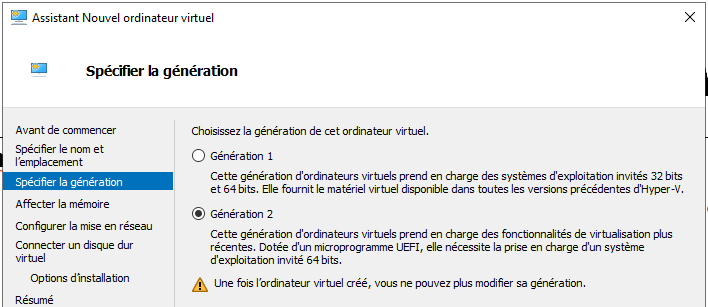 Assistant Nouvel ordinateur virtuel
Spécifier la génération
Avant de commencer
Spécifier le nom et
l'emplacement
Spécifier la génération
Affecter la mémoire
Configurer la mise en réseau
Connecter un disque dur
virtuel
Options d'installation
Résumé
Choisissez la génération de cet ordinateur virtuel.
Génération 1
Cette génération d'ordinateurs virtuels prend en charge des systèmes d'exploitation invités 32 bits
et 64 bits. Elle fournit le matériel virtuel disponible dans toutes les versions précédentes d'Hyper-V.
Génération 2
Cette génération d'ordinateurs virtuels prend en charge des fonctionnalités de virtualisation plus
récentes. Dotée d'un microprogramme UEFI, elle nécessite la prise en charge d'un système
d'exploitation invité 64 bits.
Une fois l'ordinateur virtuel créé, vous ne pouvez plus modifier sa génération.